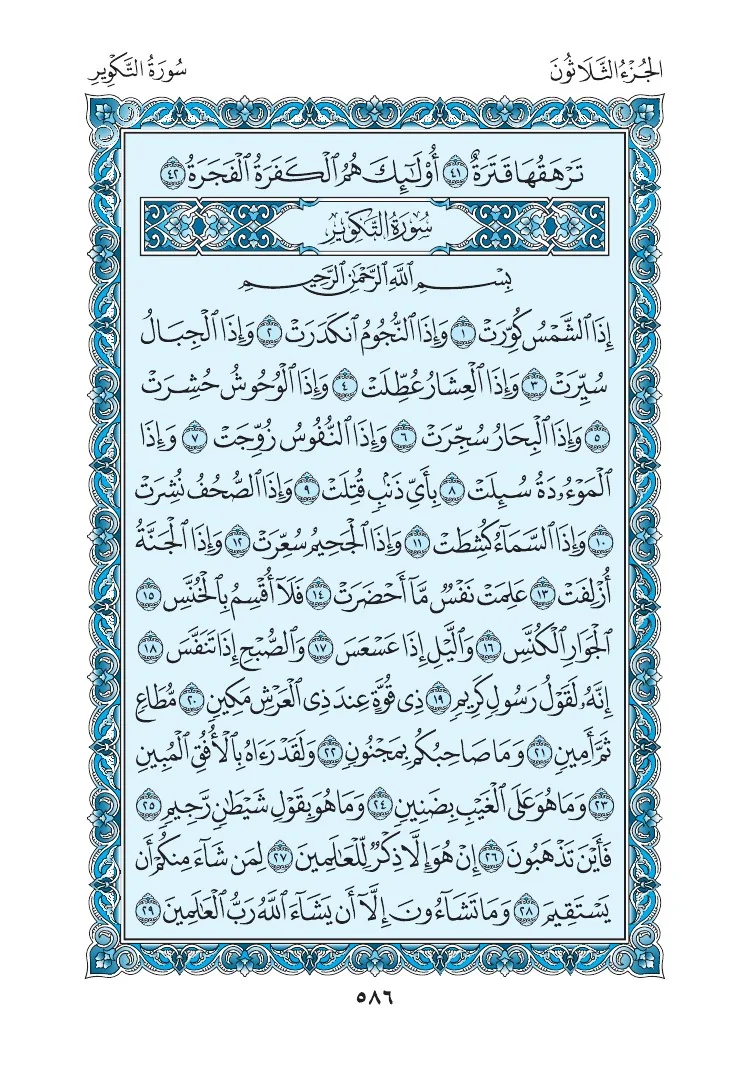 الجُزْءُ الثَّلَاثُونَ
سُورَةُ التَّكْوِيرِ
تَرْهَقُهَا قَتَرَةٌ ٤١ أُوْلَٰٓئِكَ هُمُ ٱلْكَفَرَةُ ٱلْفَجَرَةُ ٤٢
سُورَةُ التَّكْوِيرِ
بِسْمِ ٱللَّهِ ٱلرَّحْمَٰنِ ٱلرَّحِيمِ
إِذَا ٱلشَّمْسُ كُوِّرَتْ ١ وَإِذَا ٱلنُّجُومُ ٱنكَدَرَتْ ٢ وَإِذَا ٱلْجِبَالُ
سُيِّرَتْ ٣ وَإِذَا ٱلْعِشَارُ عُطِّلَتْ ٤ وَإِذَا ٱلْوُحُوشُ حُشِرَتْ
٥ وَإِذَا ٱلْبِحَارُ سُجِّرَتْ ٦ وَإِذَا ٱلنُّفُوسُ زُوِّجَتْ ٧ وَإِذَا
ٱلْمَوْءُۥدَةُ سُئِلَتْ ٨ بِأَيِّ ذَنۢبٍ قُتِلَتْ ٩ وَإِذَا ٱلصُّحُفُ نُشِرَتْ
١٠ وَإِذَا ٱلسَّمَآءُ كُشِطَتْ ١١ وَإِذَا ٱلْجَحِيمُ سُعِّرَتْ ١٢ وَإِذَا ٱلْجَنَّةُ
أُزْلِفَتْ ١٣ عَلِمَتْ نَفْسٌ مَّآ أَحْضَرَتْ ١٤ فَلَآ أُقْسِمُ بِٱلْخُنَّسِ ١٥
ٱلْجَوَارِ ٱلْكُنَّسِ ١٦ وَٱلَّيْلِ إِذَا عَسْعَسَ ١٧ وَٱلصُّبْحِ إِذَا تَنَفَّسَ ١٨
إِنَّهُۥ لَقَوْلُ رَسُولٍ كَرِيمٍ ١٩ ذِى قُوَّةٍ عِندَ ذِى ٱلْعَرْشِ مَكِينٍ ٢٠ مُّطَاعٍ
ثَمَّ أَمِينٍ ٢١ وَمَا صَاحِبُكُم بِمَجْنُونٍ ٢٢ وَلَقَدْ رَءَاهُ بِٱلْأُفُقِ ٱلْمُبِينِ
٢٣ وَمَا هُوَ عَلَى ٱلْغَيْبِ بِضَنِينٍ ٢٤ وَمَا هُوَ بِقَوْلِ شَيْطَٰنٍ رَّجِيمٍ ٢٥
فَأَيْنَ تَذْهَبُونَ ٢٦ إِنْ هُوَ إِلَّا ذِكْرٌ لِّلْعَٰلَمِينَ ٢٧ لِمَن شَآءَ مِنكُمْ أَن
يَسْتَقِيمَ ٢٨ وَمَا تَشَآءُونَ إِلَّآ أَن يَشَآءَ ٱللَّهُ رَبُّ ٱلْعَٰلَمِينَ ٢٩
٥٨٦